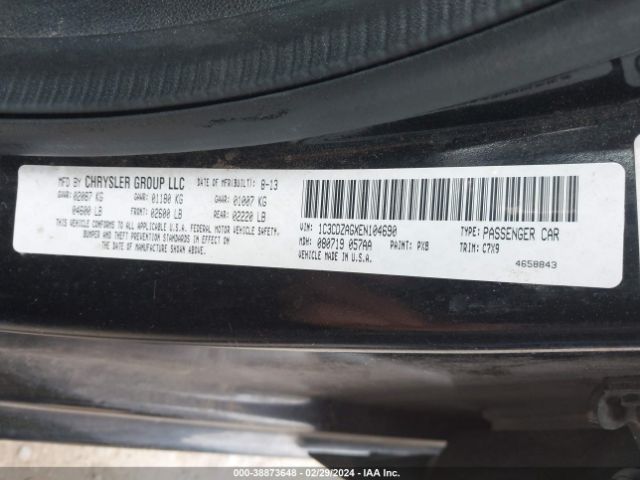 MFD BY CHRYSLER GROUP LLC DATE OF MFR(BUILT): 8-13
GVWR: 02087 KG GAWR: 01180 KG GAWR: 01007 KG
04600 LB FRONT: 02600 LB REAR: 02220 LB
THIS VEHICLE CONFORMS TO ALL APPLICABLE U.S.A. FEDERAL MOTOR VEHICLE SAFETY,
BUMPER AND THEFT PREVENTION STANDARDS IN EFFECT ON
THE DATE OF MANUFACTURE SHOWN ABOVE.
VIN: 1C3CDZAGXEN104690 TYPE: PASSENGER CAR
MDH: 080719 057AA PAINT: PX8 TRIM: C7X9
VEHICLE MADE IN U.S.A. 4658843
000-38873648 - 02/29/2024 - IAA Inc.